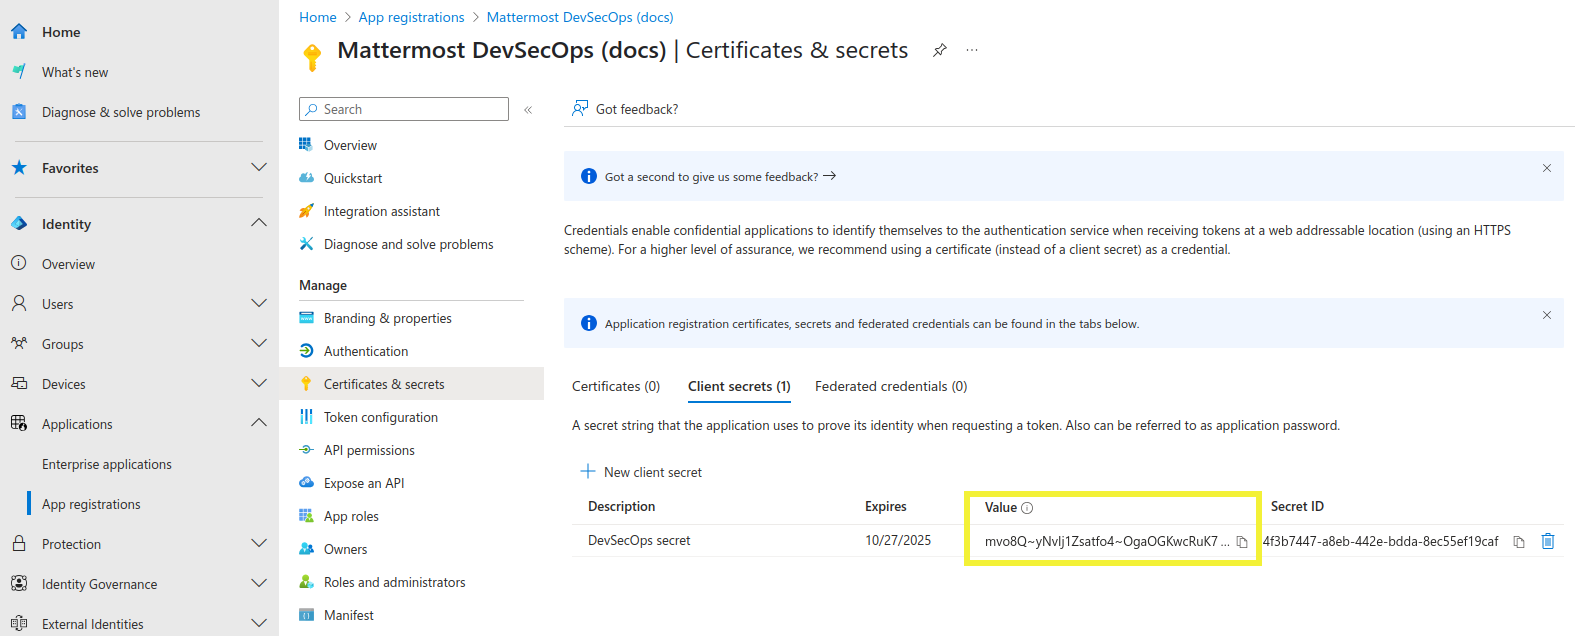 Home
What's new
Diagnose & solve problems
Favorites
Identity
Overview
Users
Groups
Devices
Applications
Enterprise applications
App registrations
Protection
Identity Governance
External Identities
Home > App registrations > Mattermost DevSecOps (docs)
Mattermost DevSecOps (docs) | Certificates & secrets ...
Search «
Overview
Quickstart
Integration assistant
Diagnose and solve problems
Manage
Branding & properties
Authentication
Certificates & secrets
Token configuration
API permissions
Expose an API
App roles
Owners
Roles and administrators
Manifest
Got feedback?
Got a second to give us some feedback? →
Credentials enable confidential applications to identify themselves to the authentication service when receiving tokens at a web addressable location (using an HTTPS
scheme). For a higher level of assurance, we recommend using a certificate (instead of a client secret) as a credential.
Application registration certificates, secrets and federated credentials can be found in the tabs below.
Certificates (0) Client secrets (1) Federated credentials (0)
A secret string that the application uses to prove its identity when requesting a token. Also can be referred to as application password.
New client secret
Description Expires Value Secret ID
DevSecOps secret 10/27/2025 mvo8Q~yNvIj1Zsatfo4~OgaOGKwcRuK7 ... 4f3b7447-a8eb-442e-bdda-8ec55ef19caf